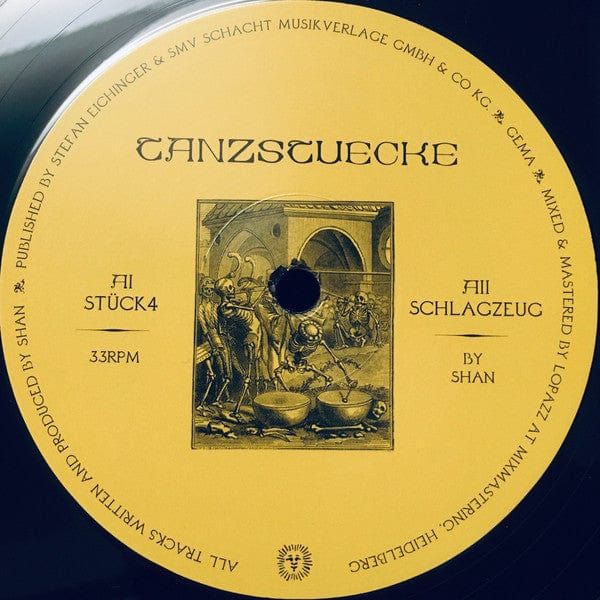 TANZSTUECKE
AI
STÜCK4
33RPM
AII
SCHLAGZEUG
BY
SHAN
ALL TRACKS WRITTEN AND PRODUCED BY SHAN PUBLISHED BY STEFAN EICHINGER & SMV SCHACHT MUSIKVERLAGE GMBH & CO KG. GEMA MIXED & MASTERED BY LOPAZZ AT MIXMASTERING, HEIDELBERG